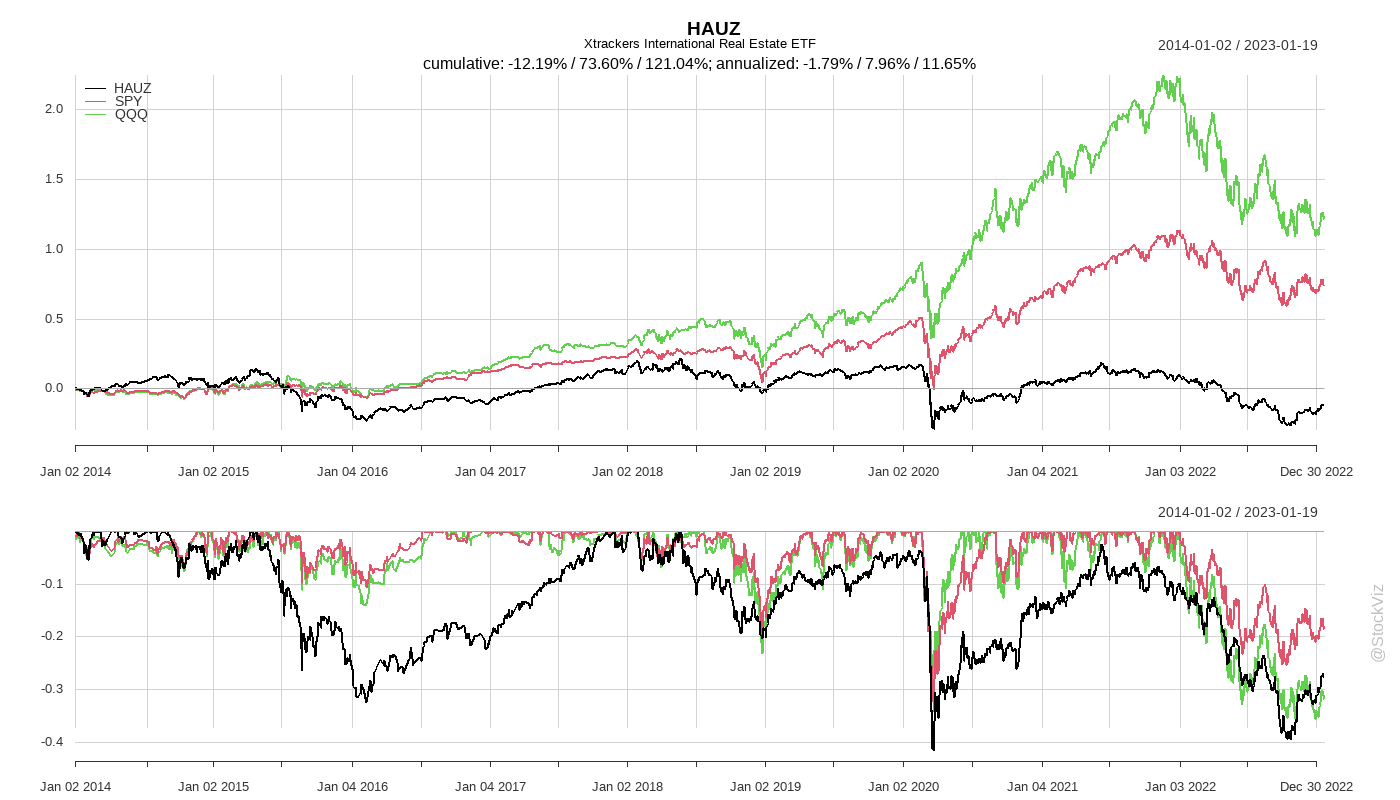 HAUZ
Xtrackers International Real Estate ETF
2014-01-02 / 2023-01-19
cumulative: -12.19% / 73.60% / 121.04%; annualized: -1.79% / 7.96% / 11.65%
HAUZ
SPY
QQQ
2.0
1.5
1.0
0.5
0.0
Jan 02 2014 Jan 02 2015 Jan 04 2016 Jan 04 2017 Jan 02 2018 Jan 02 2019 Jan 02 2020 Jan 04 2021 Jan 03 2022 Dec 30 2022
2014-01-02 / 2023-01-19
-0.1
-0.2
-0.3
-0.4
Jan 02 2014 Jan 02 2015 Jan 04 2016 Jan 04 2017 Jan 02 2018 Jan 02 2019 Jan 02 2020 Jan 04 2021 Jan 03 2022 Dec 30 2022
@StockViz